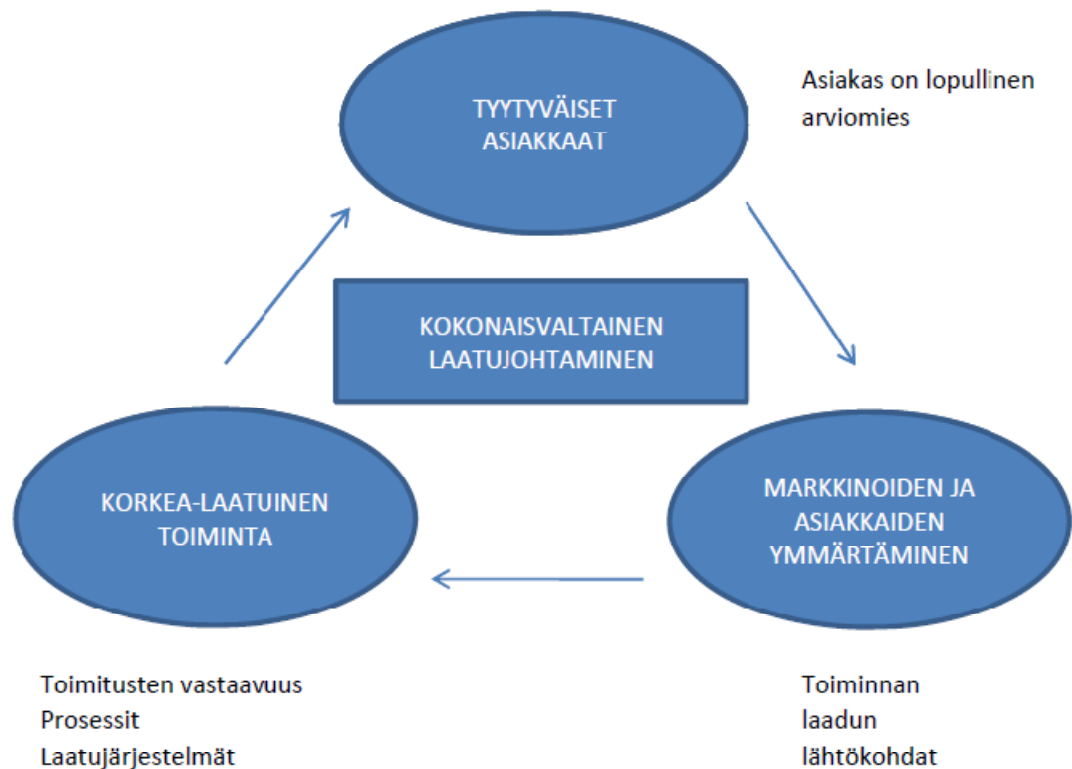 TYYTYVÄISET
ASIAKKAAT
Asiakas on lopullinen
arviomies
KOKONAISVALTAINEN
LAATUJOHTAMINEN
KORKEA-LAATUINEN
TOIMINTA
MARKKINOIDEN JA
ASIAKKAIDEN
YMMÄRTÄMINEN
Toimitusten vastaavuus
Prosessit
Laatujärjestelmät
Toiminnan
laadun
lähtökohdat